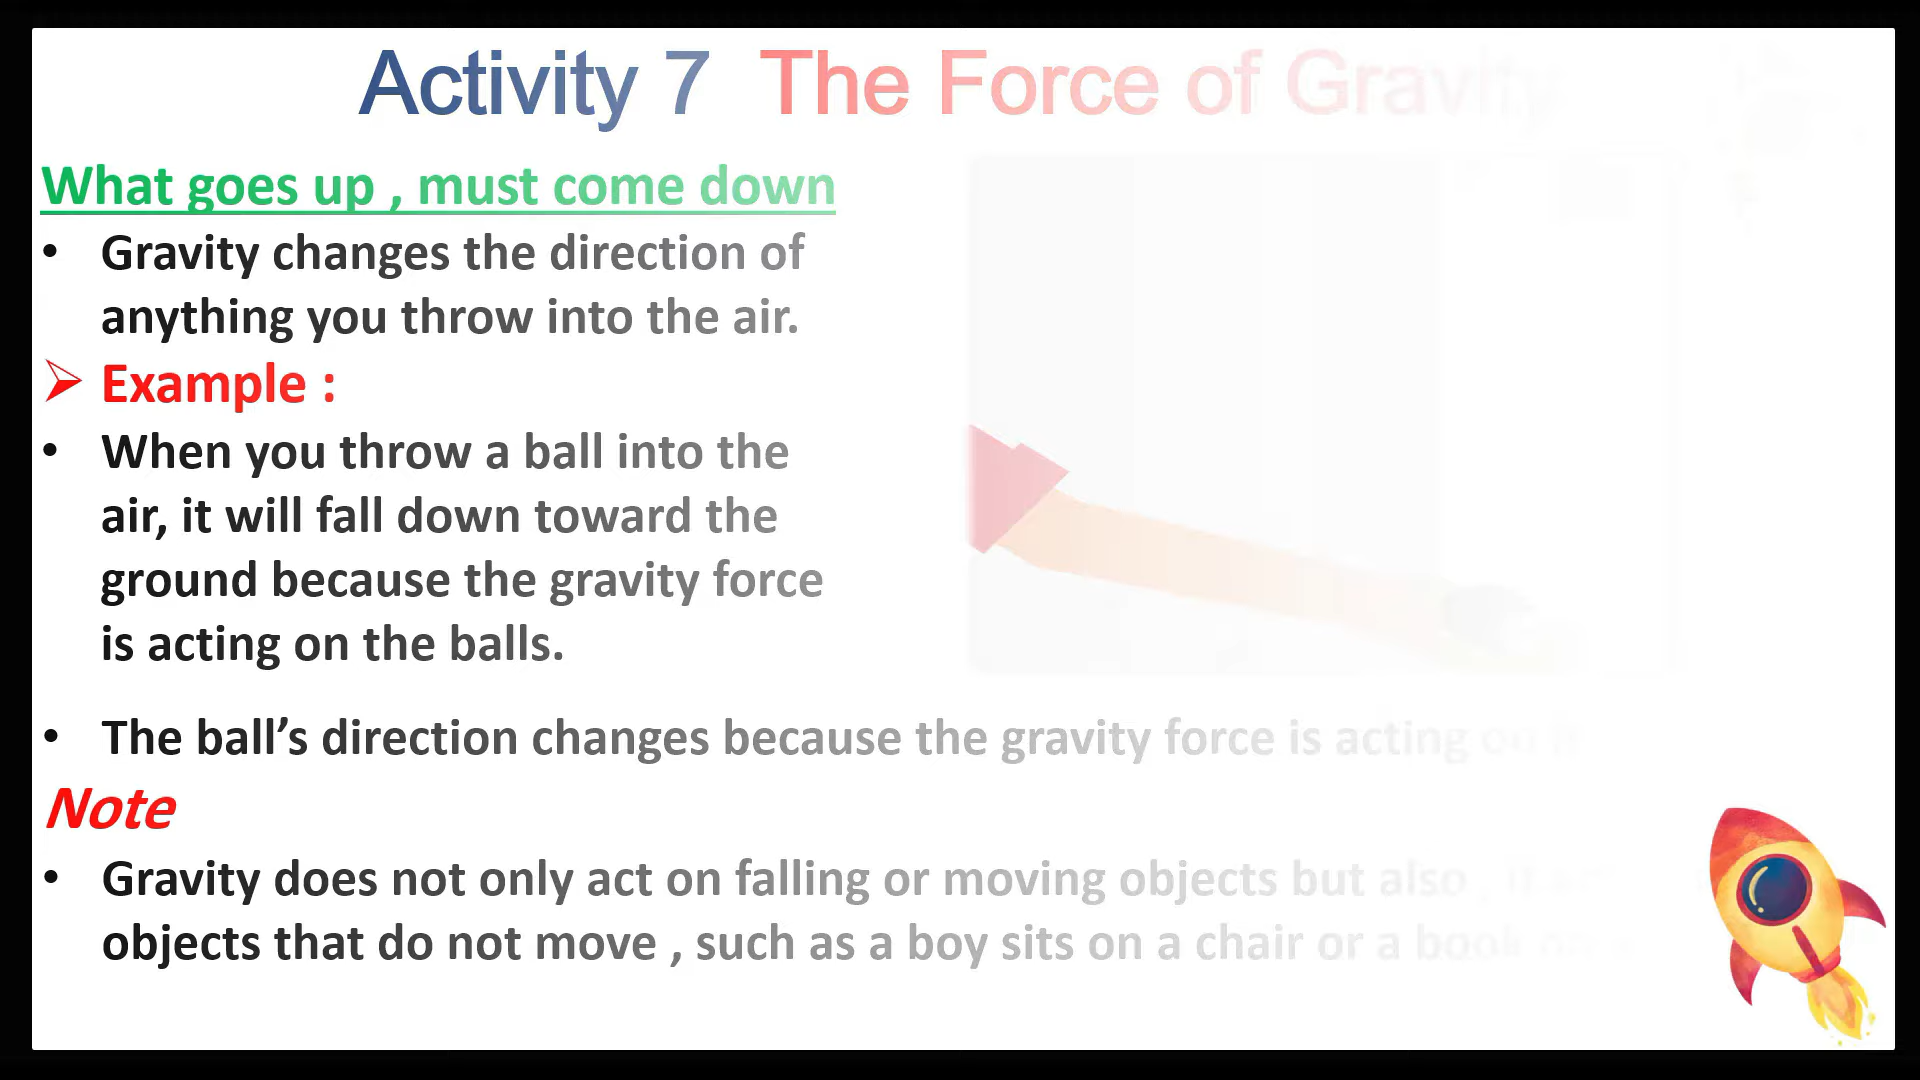 Activity 7 The Force of Gravity
What goes up , must come down
• Gravity changes the direction of
anything you throw into the air.
➢ Example :
• When you throw a ball into the
air, it will fall down toward the
ground because the gravity force
is acting on the balls.
• The ball’s direction changes because the gravity force is acting on
Note
• Gravity does not only act on falling or moving objects but also , it
objects that do not move , such as a boy sits on a chair or a book